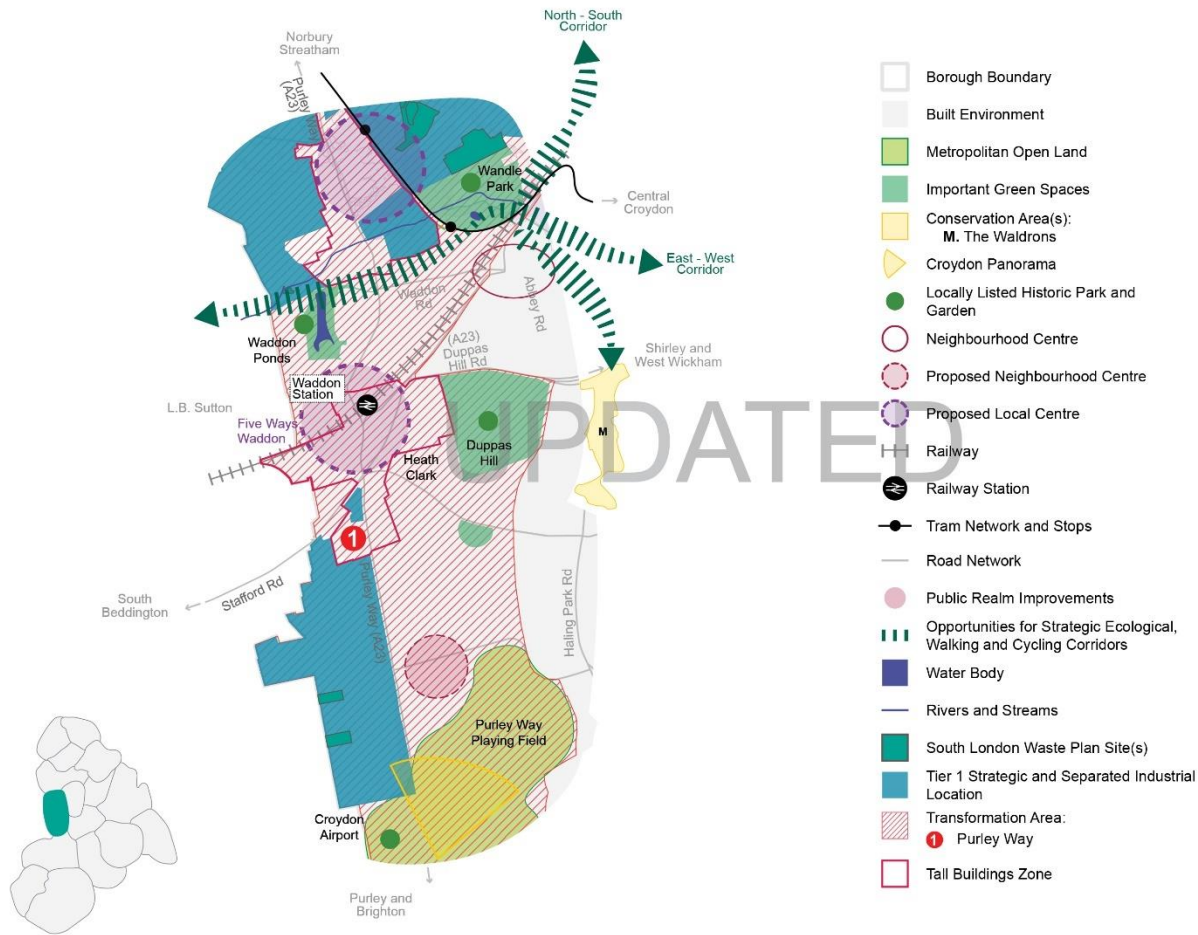 North - South
Corridor
Norbury
Streatham
Purley Way
(A23)
Wandle
Park
Central
Croydon
East - West
Corridor
Waddon
Rd
Abbey Rd
Waddon
Ponds
(A23)
Duppas
Hill Rd
Shirley and
West Wickham
Waddon
Station
L.B. Sutton
Five Ways
Waddon
UPDATED
M
Duppas
Hill
Heath
Clark
1
Stafford Rd
South
Beddington
Purley Way (A23)
Haling Park Rd
Purley Way
Playing Field
Croydon
Airport
Purley and
Brighton
Borough Boundary
Built Environment
Metropolitan Open Land
Important Green Spaces
Conservation Area(s):
M. The Waldrons
Croydon Panorama
Locally Listed Historic Park and
Garden
Neighbourhood Centre
Proposed Neighbourhood Centre
Proposed Local Centre
Railway
Railway Station
Tram Network and Stops
Road Network
Public Realm Improvements
Opportunities for Strategic Ecological,
Walking and Cycling Corridors
Water Body
Rivers and Streams
South London Waste Plan Site(s)
Tier 1 Strategic and Separated Industrial
Location
Transformation Area:
1 Purley Way
Tall Buildings Zone